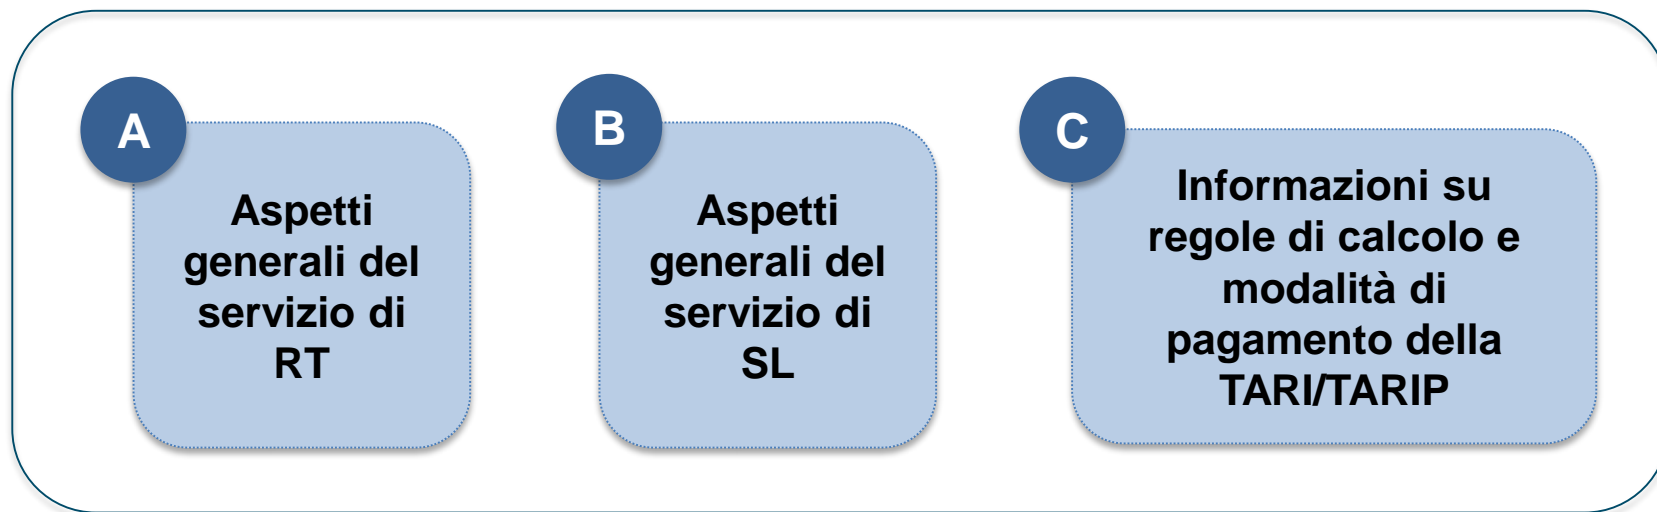 A
Aspetti
generali del
servizio di
RT
B
Aspetti
generali del
servizio di
SL
C
Informazioni su
regole di calcolo e
modalità di
pagamento della
TARI/TARIP